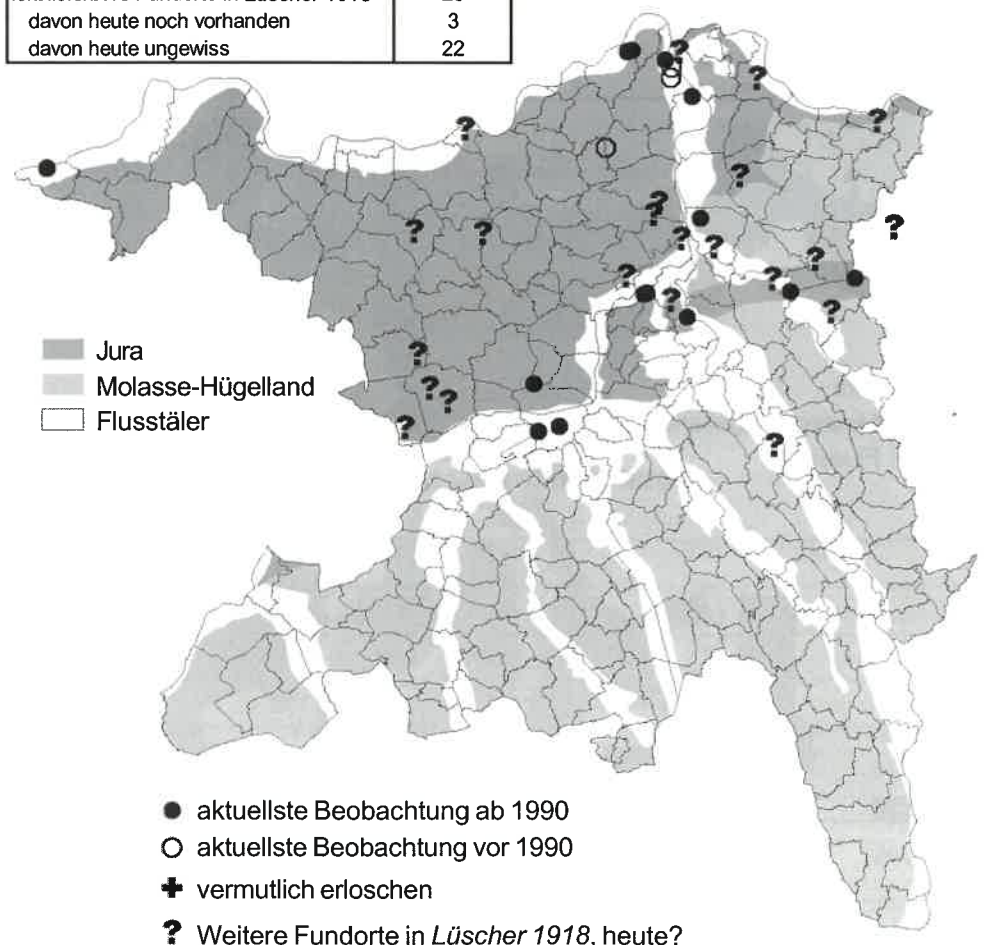 Fundorte in Lüscher 1918
davon heute noch vorhanden 3
davon heute ungewiss 22
Jura
Molasse-Hügelland
Flusstäler
aktuellste Beobachtung ab 1990
aktuellste Beobachtung vor 1990
vermutlich erloschen
? Weitere Fundorte in Lüscher 1918, heute?